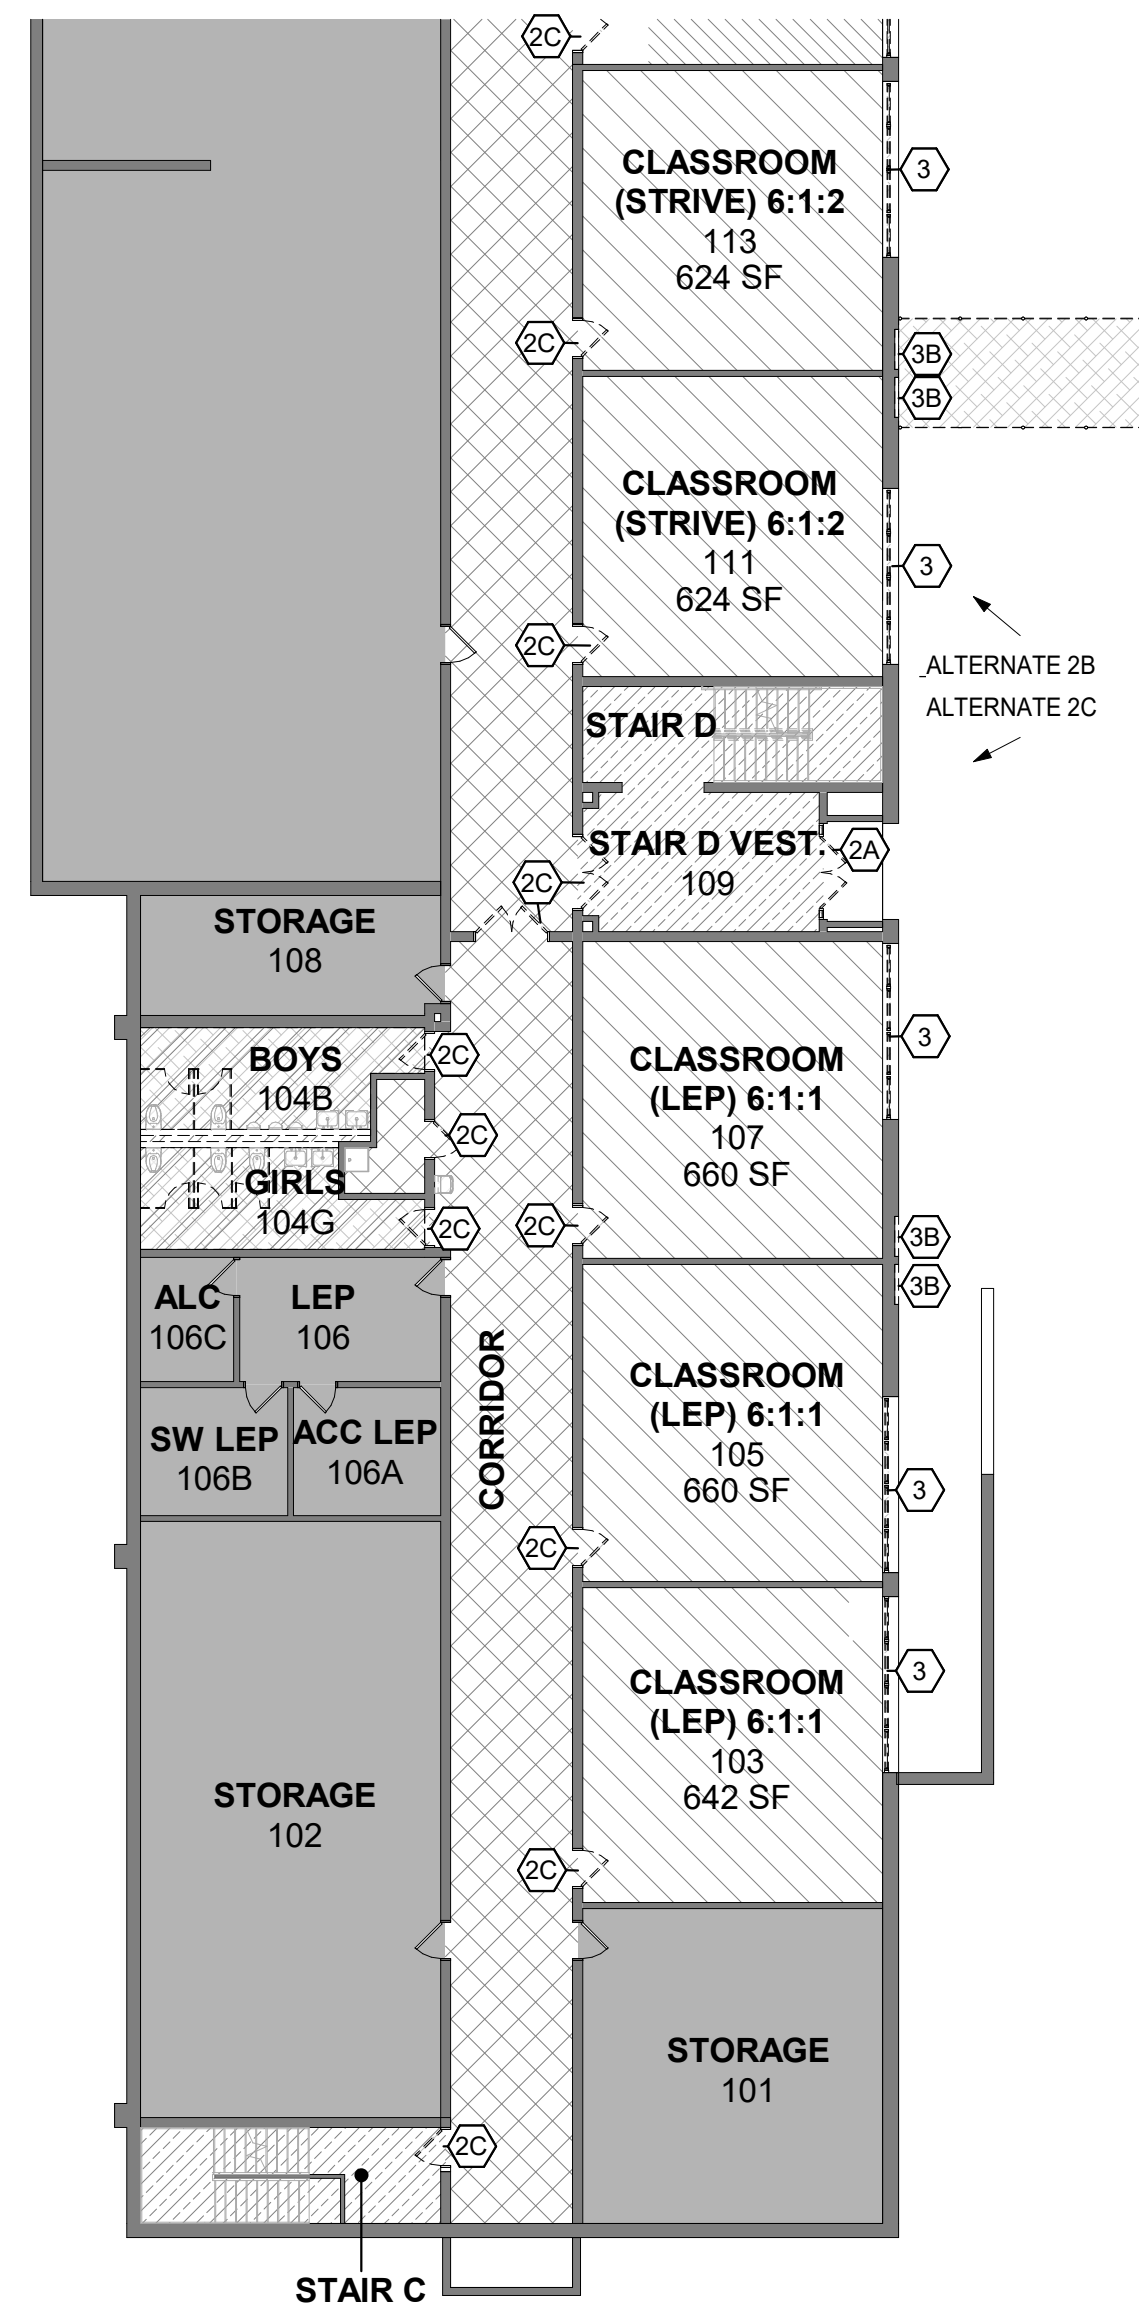 2C
CLASSROOM
(STRIVE) 6:1:2
113
624 SF
3
2C
3B
3B
CLASSROOM
(STRIVE) 6:1:2
111
624 SF
3
2C
ALTERNATE 2B
ALTERNATE 2C
STAIR D
STAIR D VEST.
109
2A
2C
STORAGE
108
BOYS
104B
2C
2C
GIRLS
104G
2C
CLASSROOM
(LEP) 6:1:1
107
660 SF
3
2C
3B
3B
ALC
106C
LEP
106
SW LEP
106B
ACC LEP
106A
CORRIDOR
CLASSROOM
(LEP) 6:1:1
105
660 SF
3
2C
CLASSROOM
(LEP) 6:1:1
103
642 SF
3
2C
STORAGE
102
STORAGE
101
2C
STAIR C